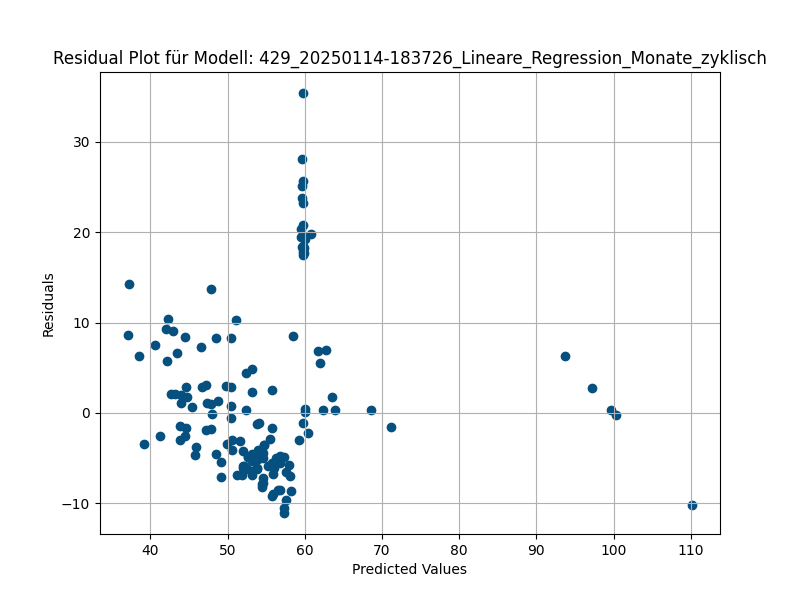 Residual Plot für Modell: 429_20250114-183726_Lineare_Regression_Monate_zyklisch
30
20
10
0
−10
Residuals
40 50 60 70 80 90 100 110
Predicted Values